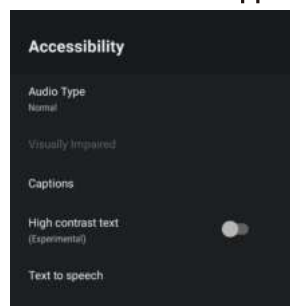 Accessibility
Audio Type
Normal
Visually Impaired
Captions
High contrast text
(Experimental)
Text to speech